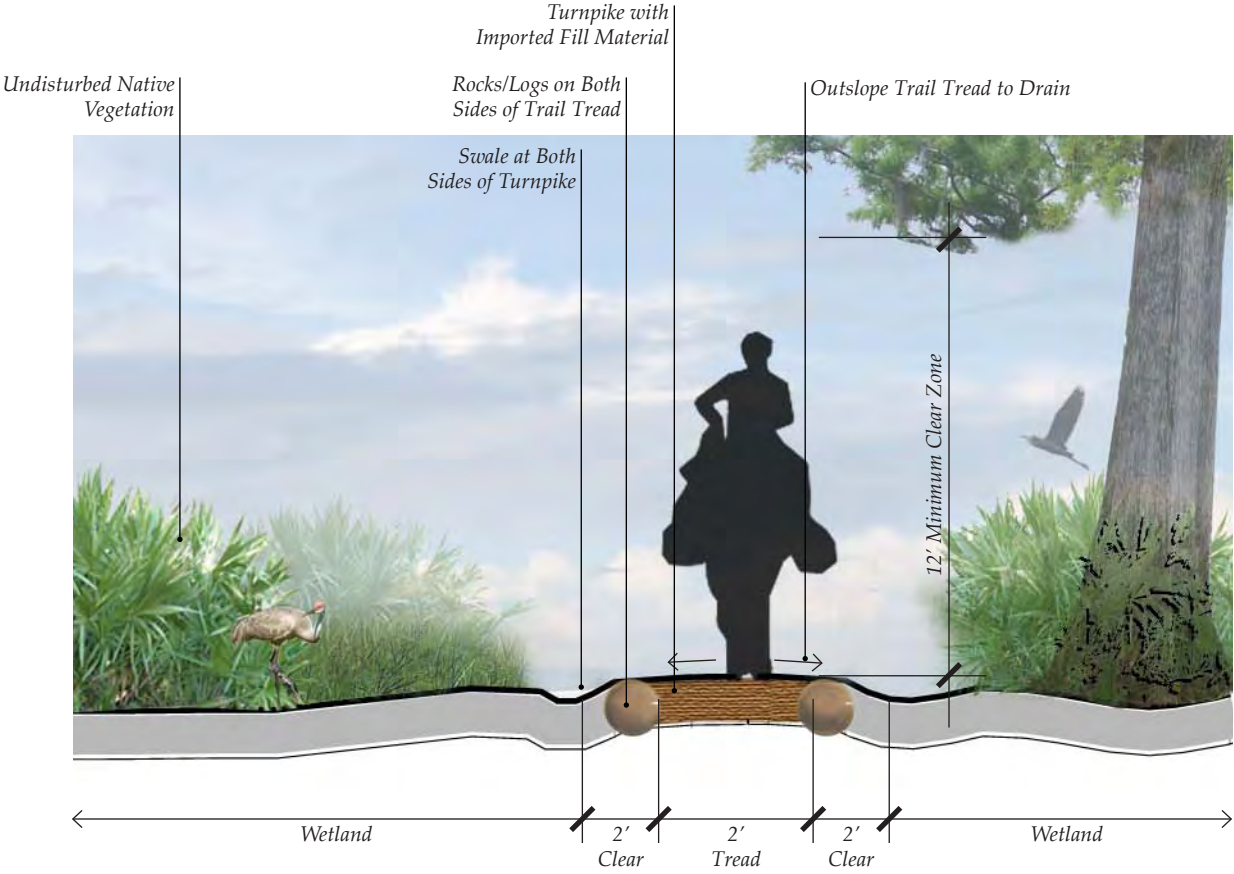 Turnpike with
Imported Fill Material
Undisturbed Native
Vegetation
Rocks/Logs on Both
Sides of Trail Tread
Outslope Trail Tread to Drain
Swale at Both
Sides of Turnpike
12′ Minimum Clear Zone
Wetland
2′
Clear
2′
Tread
2′
Clear
Wetland